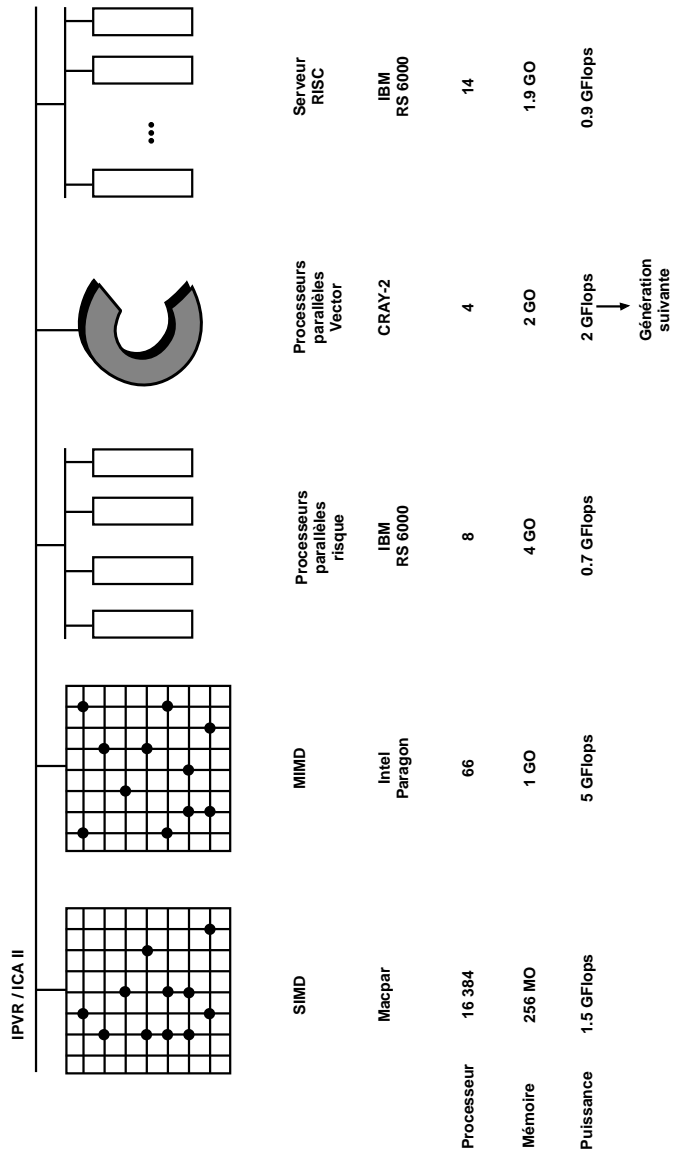 IPVR / ICA II
SIMD
MIMD
Processeurs
parallèles
risque
Processeurs
parallèles
Vector
Serveur
RISC
Macpar
Intel
Paragon
IBM
RS 6000
CRAY-2
IBM
RS 6000
Processeur
16 384
66
8
4
14
Mémoire
256 MO
1 GO
4 GO
2 GO
1.9 GO
Puissance
1.5 GFlops
5 GFlops
0.7 GFlops
2 GFlops
0.9 GFlops
Génération
suivante